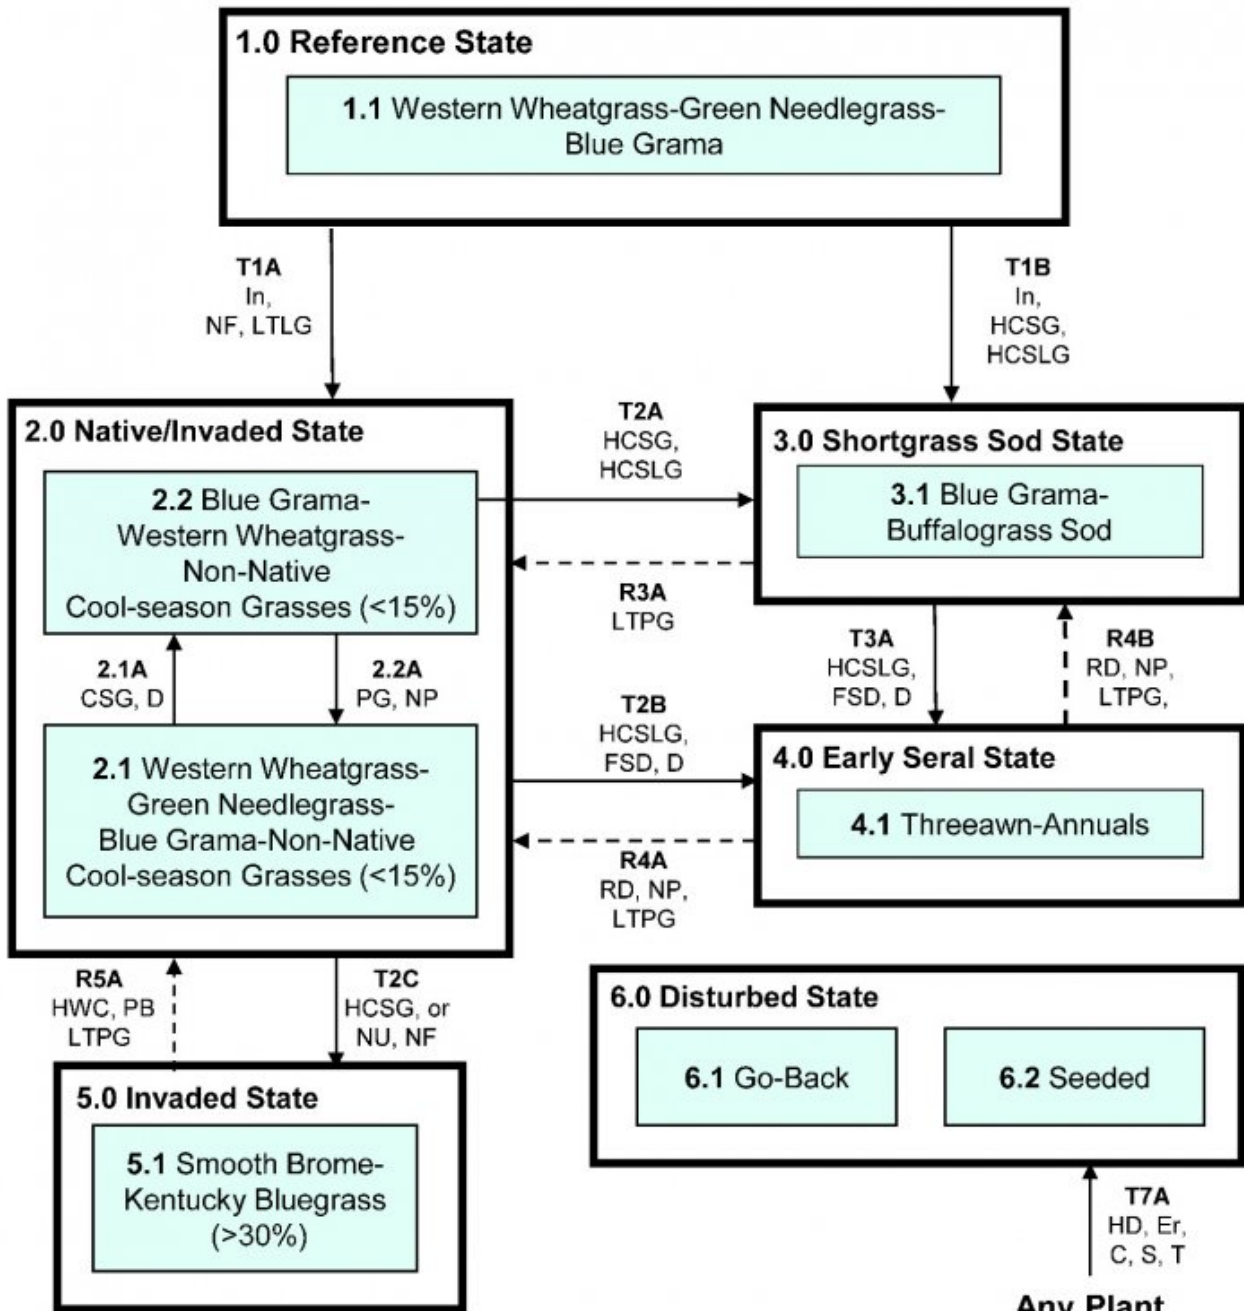 1.0 Reference State
1.1 Western Wheatgrass-Green Needlegrass-
Blue Grama
T1A
In,
NF, LTLG
T1B
In,
HCSG,
HCSLG
2.0 Native/Invaded State
2.2 Blue Grama-
Western Wheatgrass-
Non-Native
Cool-season Grasses (<15%)
2.1A
CSG, D
2.2A
PG, NP
2.1 Western Wheatgrass-
Green Needlegrass-
Blue Grama-Non-Native
Cool-season Grasses (<15%)
T2A
HCSG,
HCSLG
R3A
LTPG
3.0 Shortgrass Sod State
3.1 Blue Grama-
Buffalograss Sod
T3A
HCSLG,
FSD, D
R4B
RD, NP,
LTPG,
T2B
HCSLG,
FSD, D
R4A
RD, NP,
LTPG
4.0 Early Seral State
4.1 Threeawn-Annuals
R5A
HWC, PB
LTPG
T2C
HCSG, or
NU, NF
5.0 Invaded State
5.1 Smooth Brome-
Kentucky Bluegrass
(>30%)
6.0 Disturbed State
6.1 Go-Back
6.2 Seeded
T7A
HD, Er,
C, S, T
Any Plant